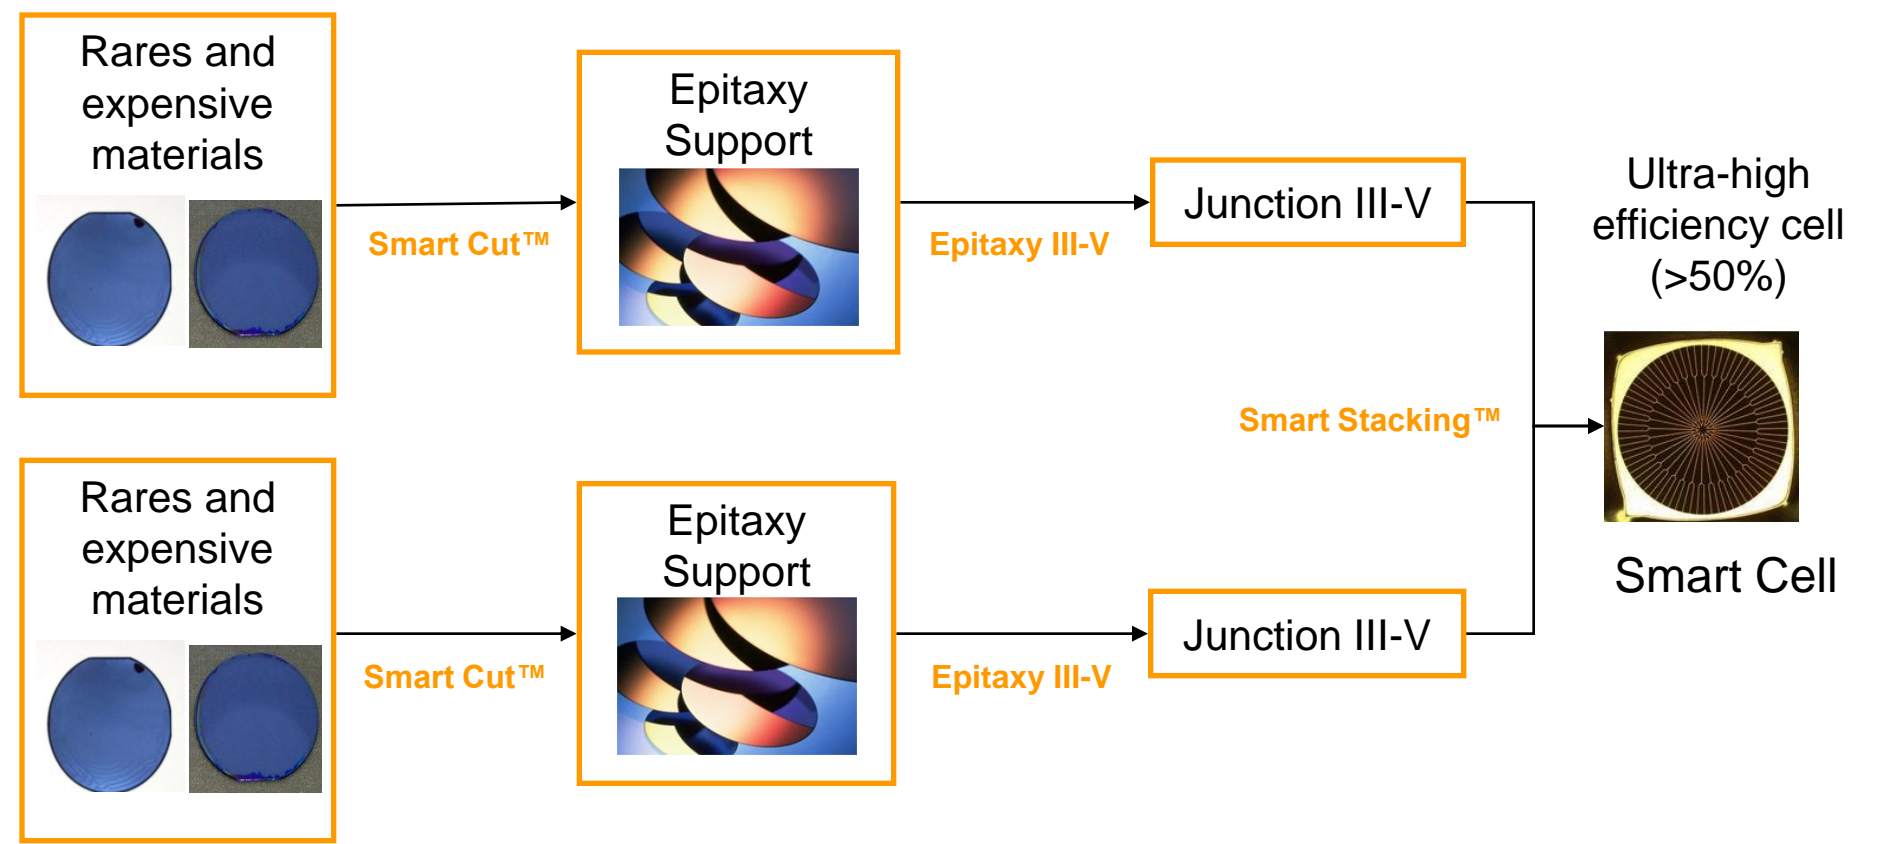 Rares and
expensive
materials
Smart Cut™
Epitaxy
Support
Epitaxy III-V
Junction III-V
Ultra-high
efficiency cell
(>50%)
Smart Stacking™
Smart Cell
Rares and
expensive
materials
Smart Cut™
Epitaxy
Support
Epitaxy III-V
Junction III-V